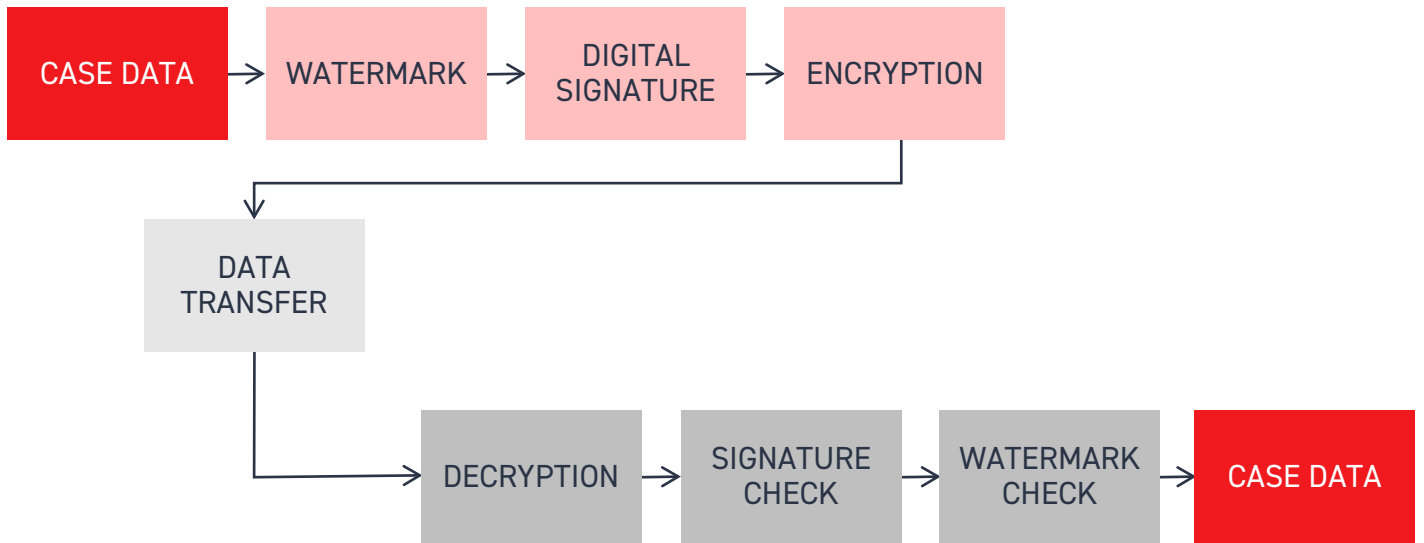 CASE DATA
WATERMARK
DIGITAL
SIGNATURE
ENCRYPTION
DATA
TRANSFER
DECRYPTION
SIGNATURE
CHECK
WATERMARK
CHECK
CASE DATA